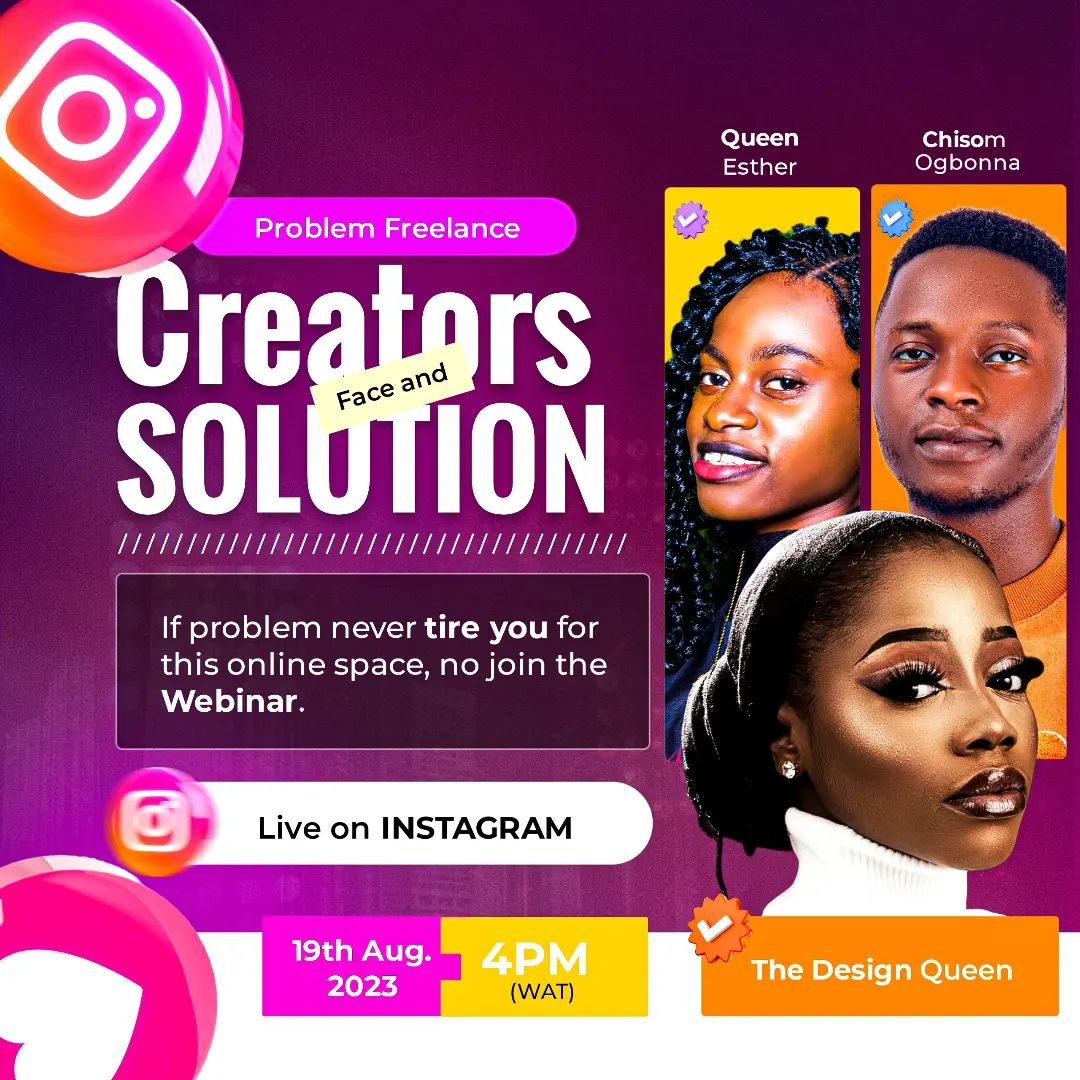 Problem Freelance
Creators
Face and
SOLUTION
If problem never tire you for
this online space, no join the
Webinar.
Live on INSTAGRAM
19th Aug.
2023
4PM
(WAT)
Queen
Esther
Chisom
Ogbonna
The Design Queen